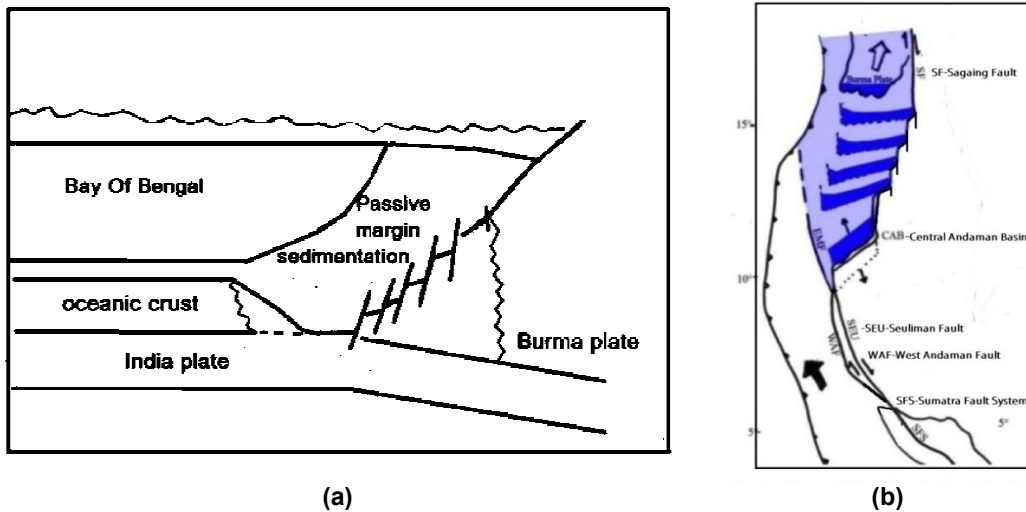 Bay Of Bengal
Passive
margin
sedimentation
oceanic crust
India plate
Burma plate
(a)
Burma Plate
SF
SF-Sagaing Fault
15°
EMF
CAB-Central Andaman Basin
10°
SEU
-SEU-Seuliman Fault
WAF
WAF-West Andaman Fault
SFS-Sumatra Fault System
5°
5°
SFS
(b)